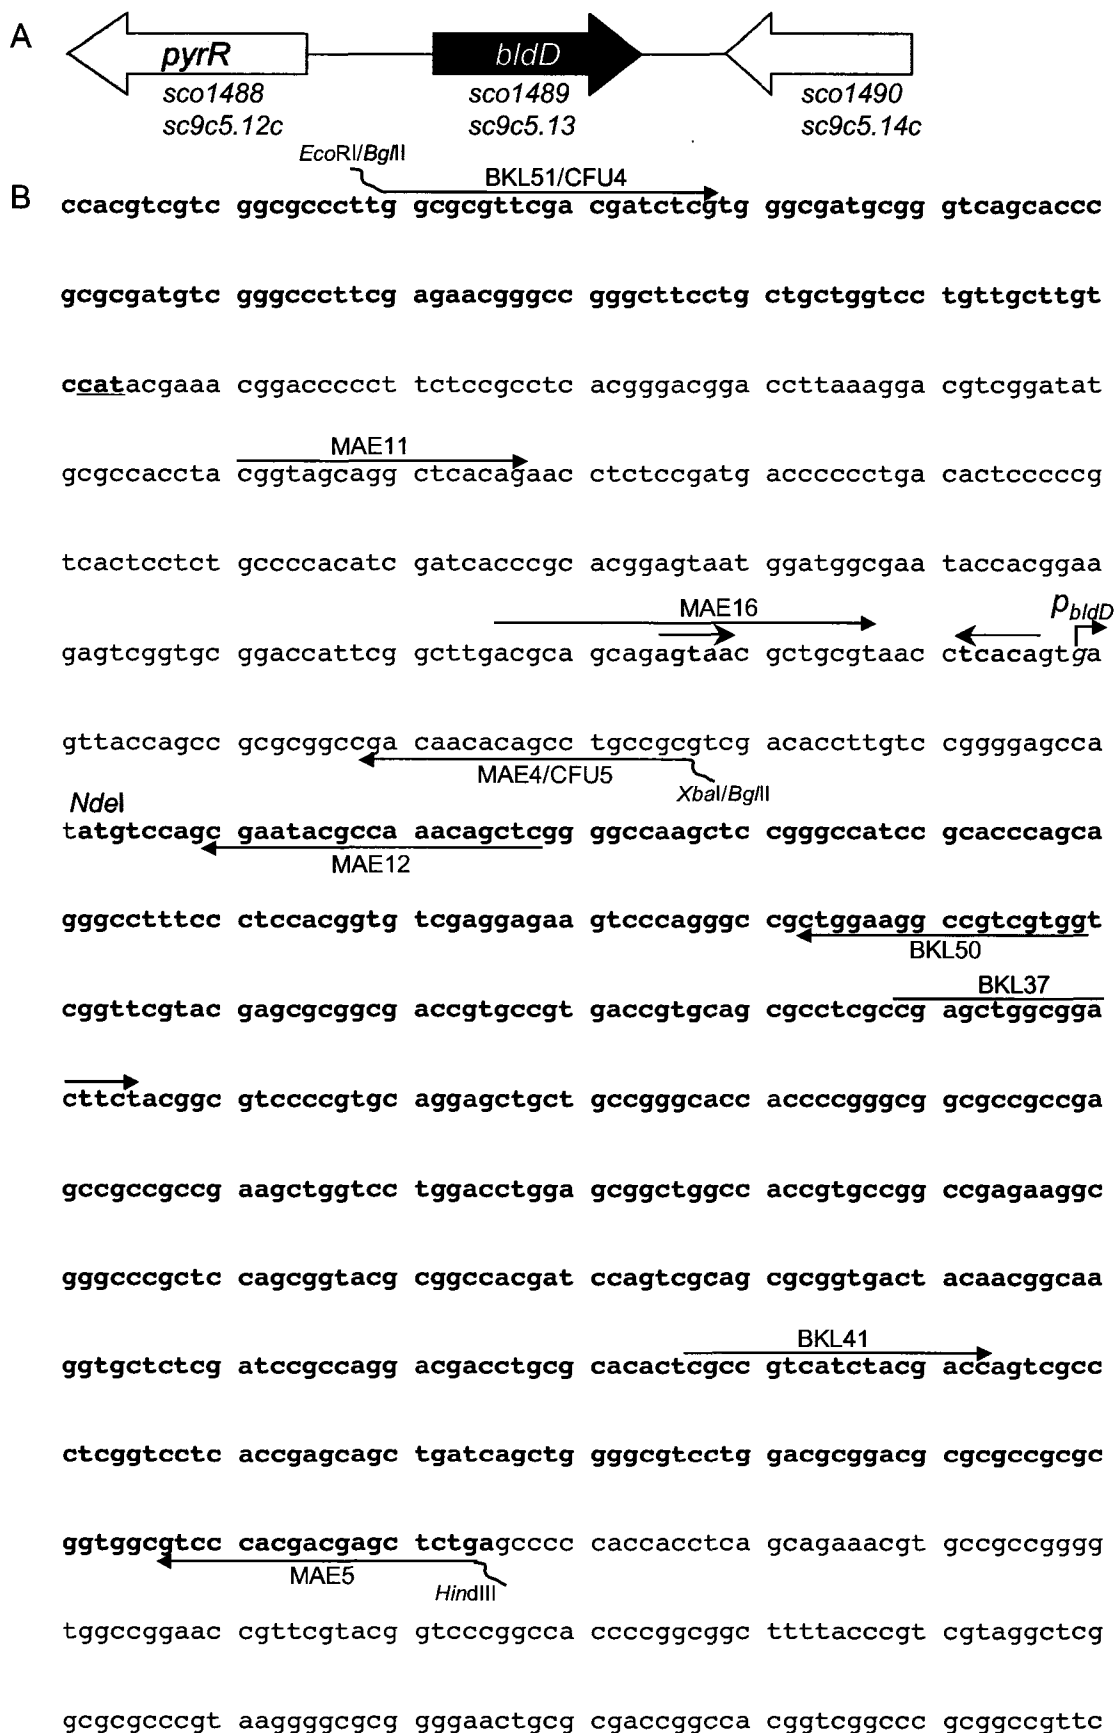 A
pyrR bldD
sco1488 sco1489 sco1490
sc9c5.12c sc9c5.13 sc9c5.14c
EcoRI/BglII BKL51/CFU4
B
ccacgtcgtc ggcgcccttg gcgcgttcga cgatctcgtg gggcgatgcgg gtcagcaccc
gcgcgatgtc gggcccttcg agaacgggcc gggcttcctg ctgctggtcc tgttgcttgt
ccatacgaaa cggaccccct tctccgcctc acgggacgga ccttaaagga cgtcggatat
MAE11
gcgccaccta cggtagcagg ctcacagaac ctctccgatg acccccctga cactcccccg
tcactcctct gccccacatc gatcacccgc acggagtaat ggatggcgaa taccacggaa
MAE16 pbldD
gagtcggtgc ggaccattcg gcttgacgca gcagagtaac gctgcgtaac ctcacagtga
gttaccagcc gcgcggccga caacacagcc tgccgcgtcg acaccttgtc cggggagcca
MAE4/CFU5 XbaI/BglII
NdeI
tatgtccagc gaatacgcca aacagctcgg ggccaagctc cgggccatcc gcacccagca
MAE12
gggcctttcc ctccacggtg tcgaggagaa gtcccagggc cgctggaagg ccgtcgtggt
BKL50
BKL37
cggttcgtac gagcgcggcg accgtgccgt gaccgtgcag cgcctcgccg agctggcgga
cttctacggc gtccccgtgc aggagctgct gccgggcacc accccgggcg gcgccgccga
gccgccgccg aagctggtcc tggacctgga gcggctggcc accgtgccgg ccgagaaggc
gggcccgctc cagcggtacg cggccacgat ccagtcgcag cgcggtgact acaacggcaa
BKL41
ggtgctctcg atccgccagg acgacctgcg cacactcgcc gtcatctacg accagtcgcc
ctcggtcctc accgagcagc tgatcagctg gggcgtcctg gacgcggacg cgcgccgcgc
ggtggcgtcc cacgacgagc tctgagcccc caccacctca gcagaaacgt gccgccgggg
MAE5 HindIII
tggccggaac cgttcgtacg gtcccggcca ccccggcggc ttttacccgt cgtaggctcg
gcgcgcccgt aaggggcgcg gggaactgcg cgaccggcca cggtcggccc gcggccgttc